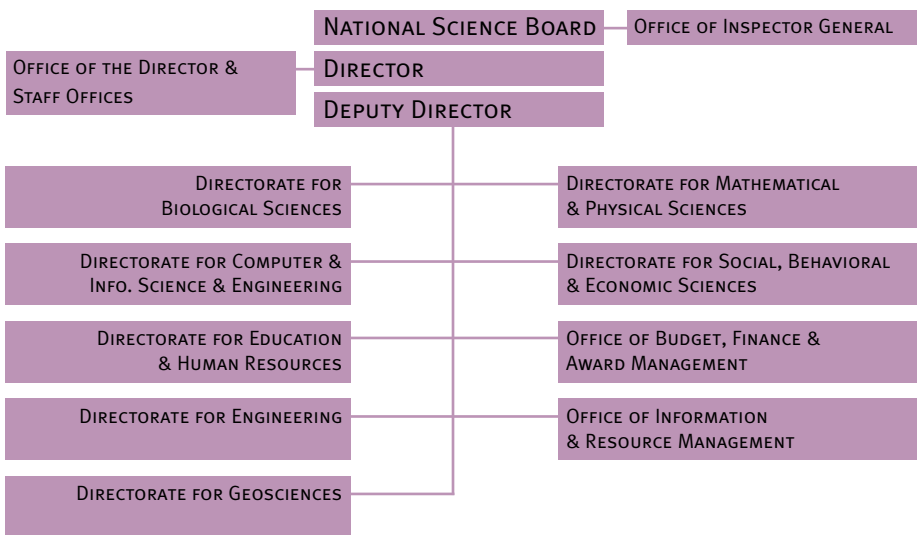 National Science Board
Office of Inspector General
Office of the Director &
Staff Offices
Director
Deputy Director
Directorate for
Biological Sciences
Directorate for Mathematical
& Physical Sciences
Directorate for Computer &
Info. Science & Engineering
Directorate for Social, Behavioral
& Economic Sciences
Directorate for Education
& Human Resources
Office of Budget, Finance &
Award Management
Directorate for Engineering
Office of Information
& Resource Management
Directorate for Geosciences